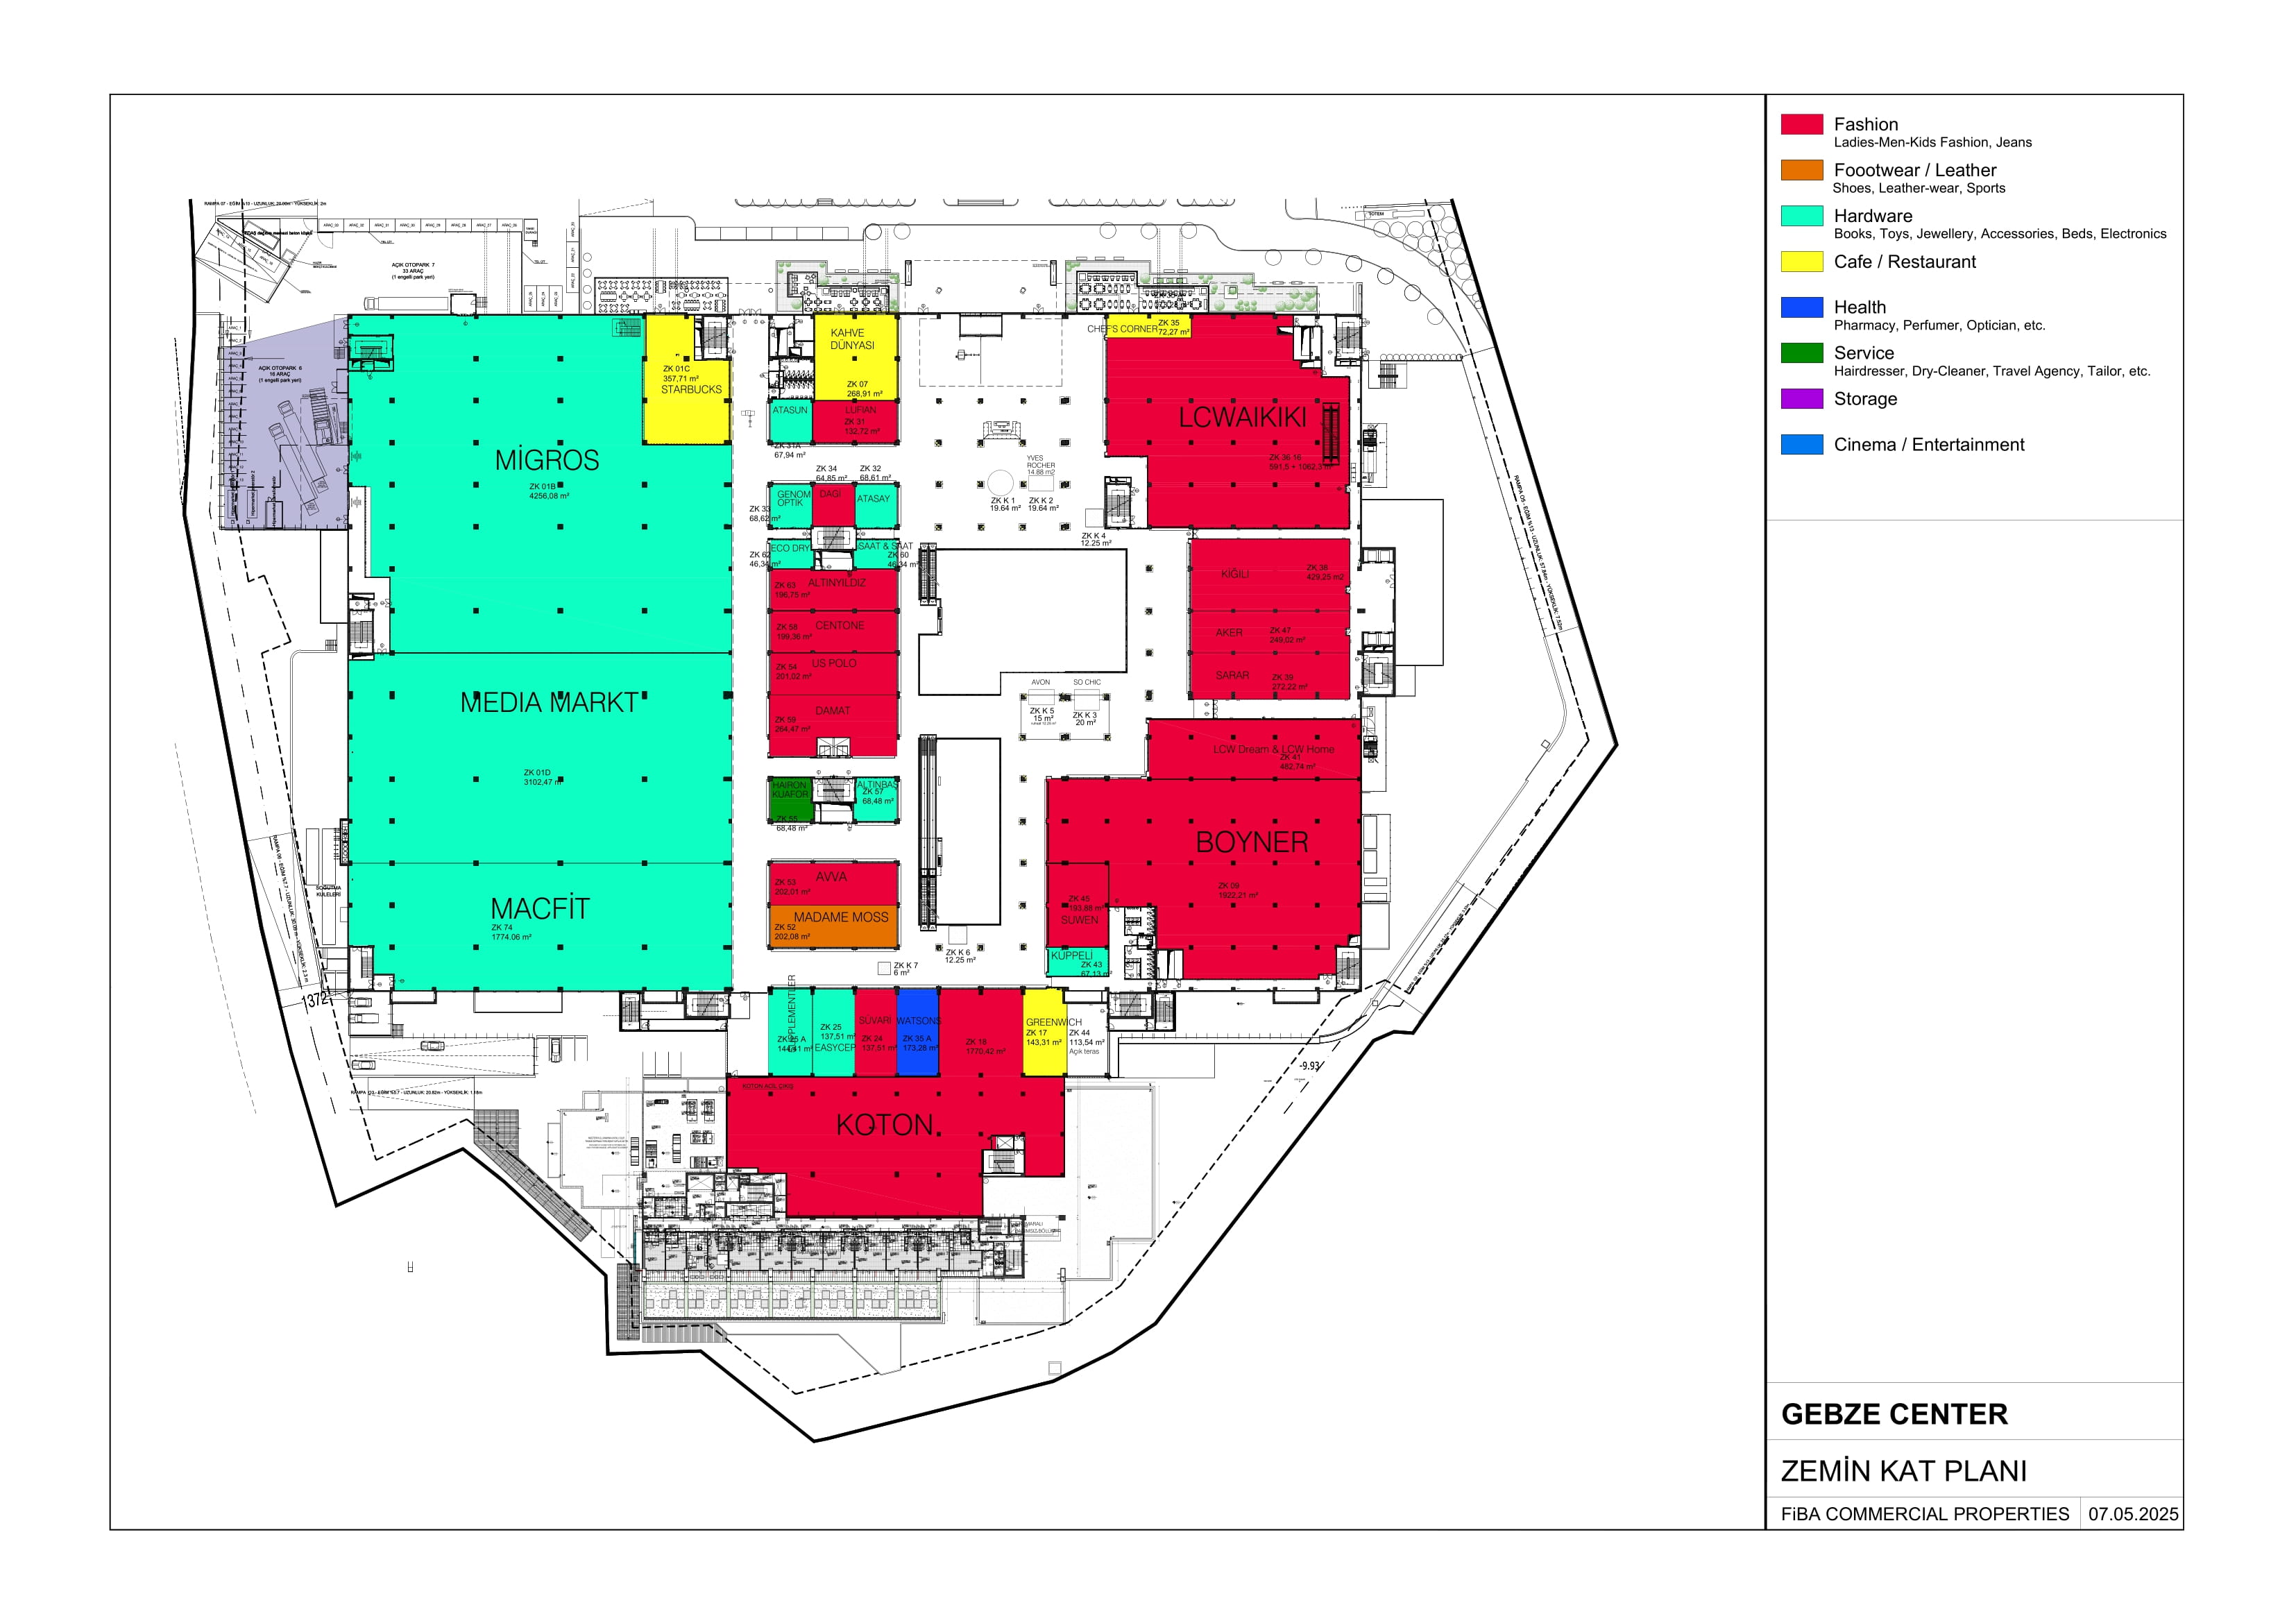 Fashion
Ladies-Men-Kids Fashion, Jeans
Foootwear / Leather
Shoes, Leather-wear, Sports
Hardware
Books, Toys, Jewellery, Accessories, Beds, Electronics
Cafe / Restaurant
Health
Pharmacy, Perfumer, Optician, etc.
Service
Hairdresser, Dry-Cleaner, Travel Agency, Tailor, etc.
Storage
Cinema / Entertainment
GEBZE CENTER
ZEMİN KAT PLANI
FiBA COMMERCIAL PROPERTIES
07.05.2025
AÇIK OTOPARK 7
33 ARAÇ
(1 engelli park yeri)
AÇIK OTOPARK 6
16 ARAÇ
(1 engelli park yeri)
TOTEM
MİGROS
ZK 01B
4256,08 m²
ZK 01C
357,71 m²
STARBUCKS
MEDIA MARKT
ZK 01D
3102,47 m²
MACFİT
ZK 74
1774.06 m²
KAHVE
DÜNYASI
ZK 07
268,91 m²
ATASUN
ZK 31A
67,94 m²
LUFIAN
ZK 31
132,72 m²
ZK 34
64,85 m²
ZK 32
68,61 m²
GENOM
OPTIK
DAGİ
ATASAY
ZK 33
68,62 m²
ECO DRY
ZK 62
46,34 m²
SAAT & SAAT
ZK 60
46,34 m²
ZK 63
196,75 m²
ALTINYILDIZ
ZK 58
199,36 m²
CENTONE
ZK 54
201,02 m²
US POLO
ZK 59
264,47 m²
DAMAT
HAIRON
KUAFÖR
68,48 m²
ALTINBAŞ
ZK 57
68,48 m²
ZK 53
202,01 m²
AVVA
MADAME MOSS
ZK 52
202,08 m²
YVES
ROCHER
14.88 m2
ZK K 1
19.64 m²
ZK K 2
19.64 m²
ZK K 4
12.25 m²
AVON
SO CHIC
ZK K 5
15 m²
ZK K 3
20 m²
ZK K 6
12.25 m²
ZK K 7
6 m²
CHEF'S CORNER
ZK 35
72,27 m²
LCWAIKIKI
ZK 36-16
KİĞILI
ZK 38
429,25 m2
AKER
ZK 47
249,02 m²
SARAR
ZK 39
272,22 m²
LCW Dream & LCW Home
ZK 41
482,74 m²
BOYNER
ZK 09
1922,21 m²
ZK 45
193.88 m²
SUWEN
KÜPPELİ
ZK 43
67,13 m²
ZK 25
137,51 m²
EASYCEP
SÜVARİ
ZK 24
137,51 m²
WATSONS
ZK 35 A
173,28 m²
ZK 18
1770,42 m²
GREENWICH
ZK 17
143,31 m²
ZK 44
113,54 m²
Açık teras
KOTON ACİL ÇIKIŞ
KOTON
SOĞUTMA
KULELERİ
1372
-9.93